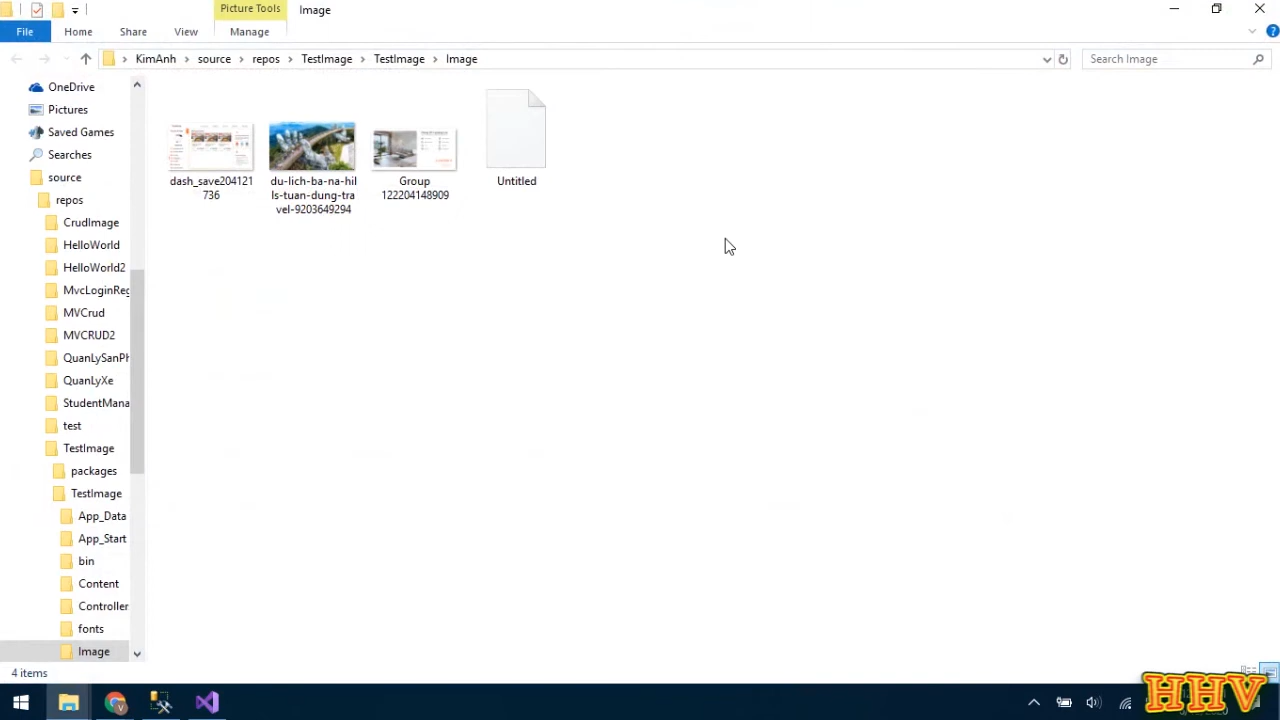 Picture Tools
Image
File
Home
Share
View
Manage
KimAnh
source
repos
TestImage
TestImage
Image
Search Image
OneDrive
Pictures
Saved Games
Searches
source
repos
CrudImage
HelloWorld
HelloWorld2
MvcLoginReg
MVCrud
MVCRUD2
QuanLySanPh
QuanLyXe
StudentMana
test
TestImage
packages
TestImage
App_Data
App_Start
bin
Content
Controller
fonts
Image
dash_save204121
736
du-lich-ba-na-hil
ls-tuan-dung-tra
vel-9203649294
Group
122204148909
Untitled
4 items
HHV